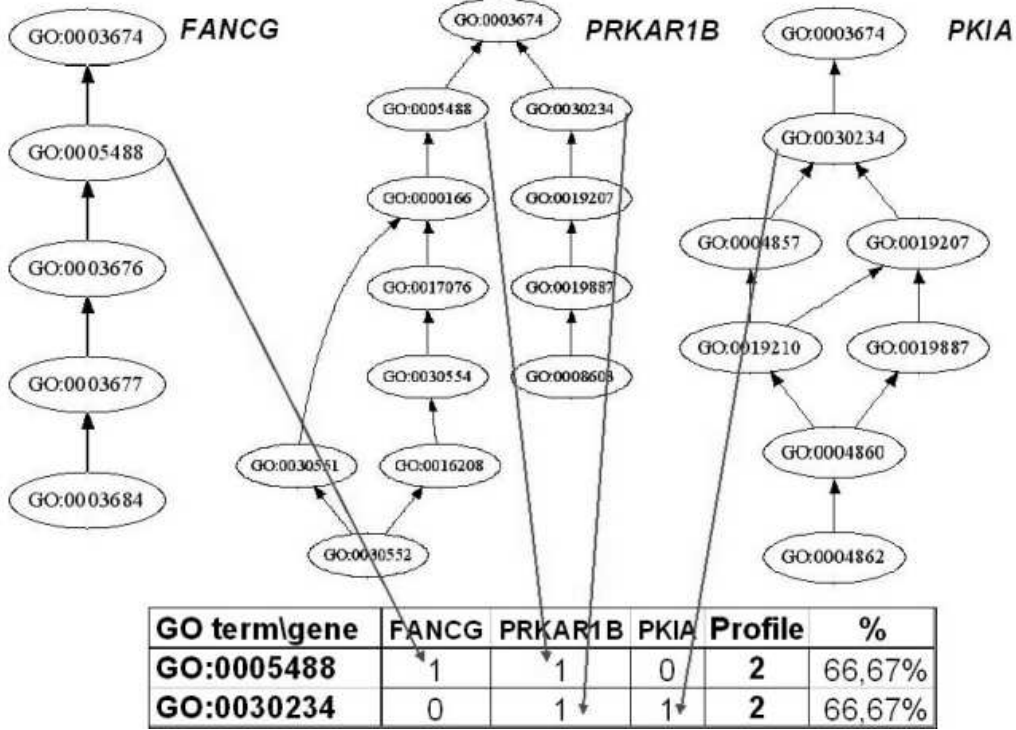 GO:0003674 FANCG
GO:0005488
GO:0003676
GO:0003677
GO:0003684
GO:0003674 PRKAR1B
GO:0005488 GO:0030234
GO:0000166 GO:0019207
GO:0017076 GO:0019887
GO:0030554 GO:0008603
GO:0030551 GO:0016208
GO:0030552
GO:0003674 PKIA
GO:0030234
GO:0004857 GO:0019207
GO:0019210 GO:0019887
GO:0004860
GO:0004862
GO term\gene FANCG PRKAR1B PKIA Profile %
GO:0005488 1 1 0 2 66,67%
GO:0030234 0 1 1 2 66,67%